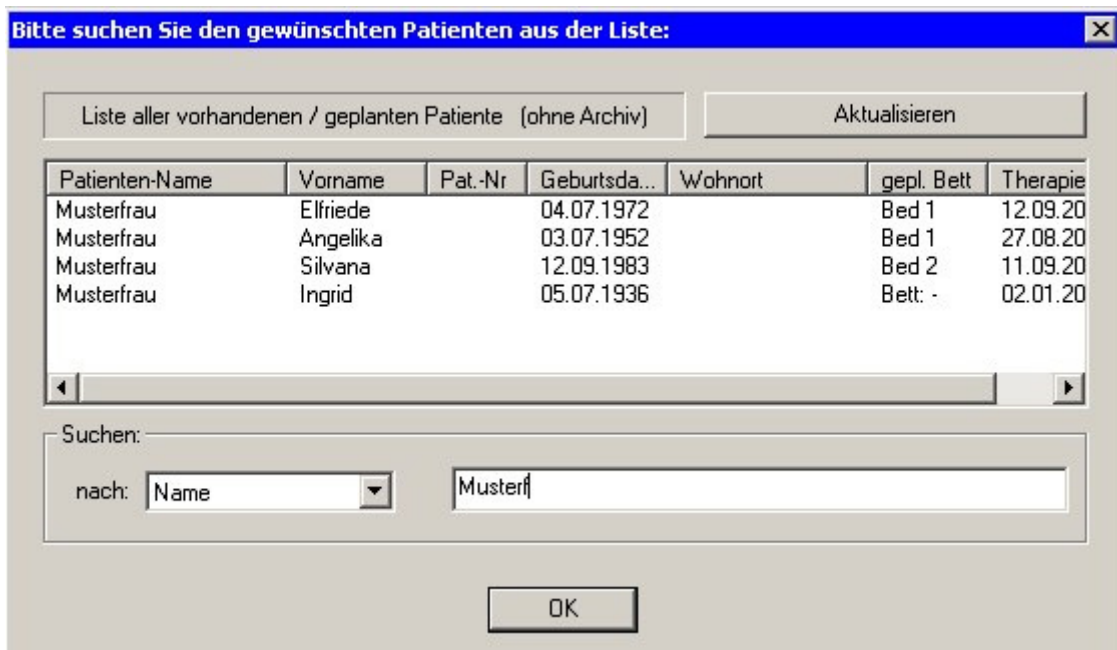 Bitte suchen Sie den gewünschten Patienten aus der Liste:
Liste aller vorhandenen / geplanten Patiente (ohne Archiv) Aktualisieren
Patienten-Name Vorname Pat.-Nr Geburtsda... Wohnort gepl. Bett Therapie
Musterfrau Elfriede 04.07.1972 Bed 1 12.09.20
Musterfrau Angelika 03.07.1952 Bed 1 27.08.20
Musterfrau Silvana 12.09.1983 Bed 2 11.09.20
Musterfrau Ingrid 05.07.1936 Bett: - 02.01.20
Suchen:
nach: Name Musterf
OK